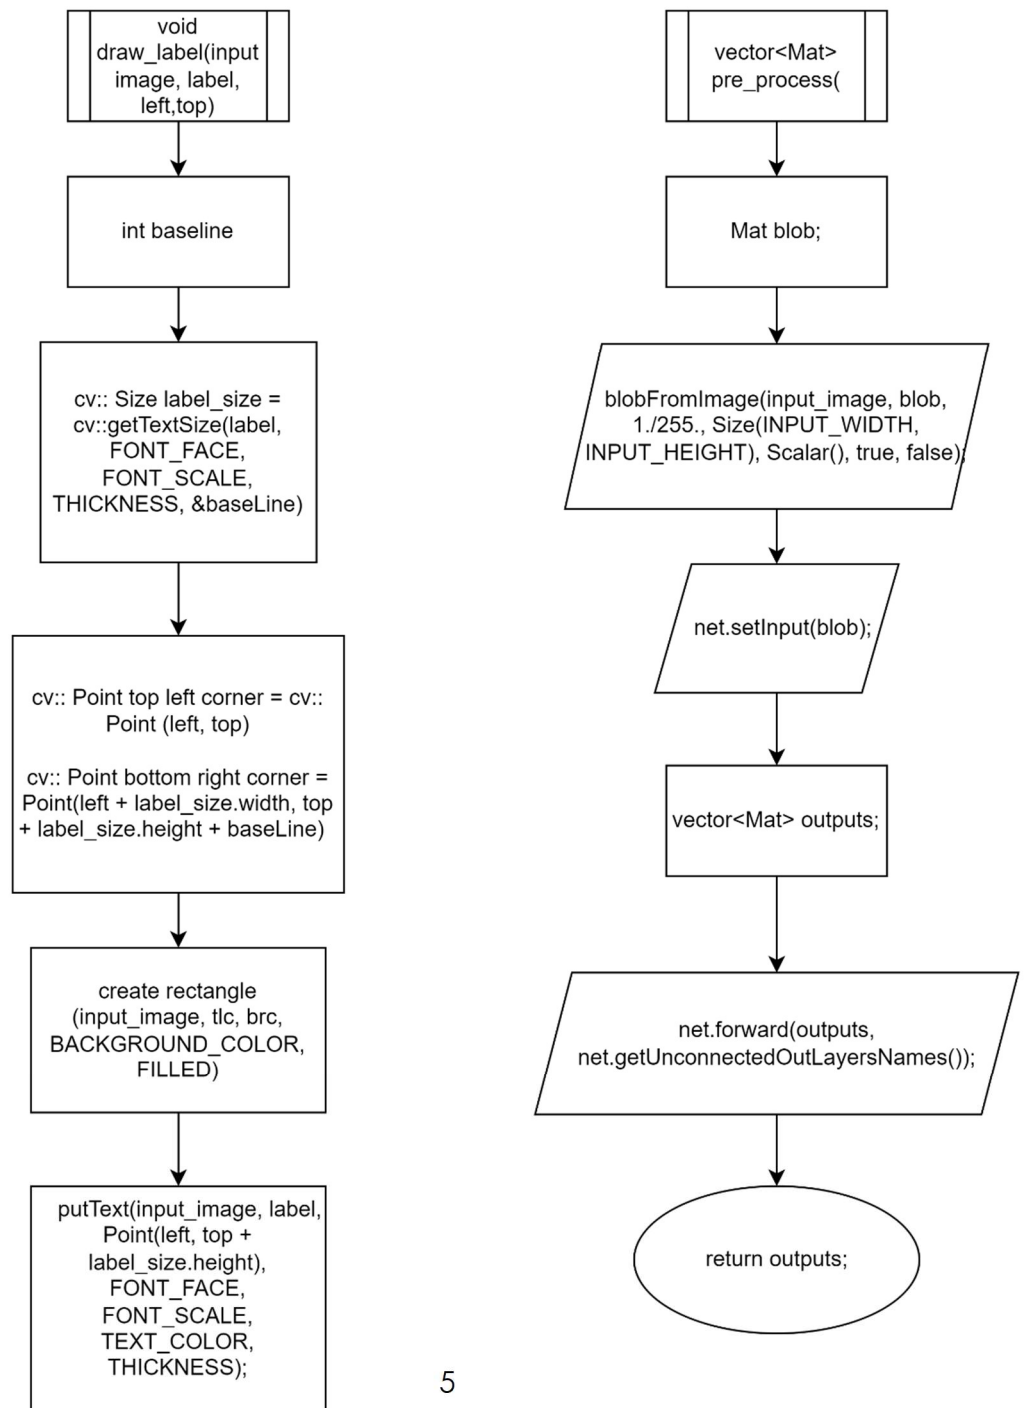 void
draw_label(input
image, label,
left,top)
int baseline
cv:: Size label_size =
cv::getTextSize(label,
FONT_FACE,
FONT_SCALE,
THICKNESS, &baseLine)
cv:: Point top left corner = cv::
Point (left, top)
cv:: Point bottom right corner =
Point(left + label_size.width, top
+ label_size.height + baseLine)
create rectangle
(input_image, tlc, brc,
BACKGROUND_COLOR,
FILLED)
putText(input_image, label,
Point(left, top +
label_size.height),
FONT_FACE,
FONT_SCALE,
TEXT_COLOR,
THICKNESS);
vector<Mat>
pre_process(
Mat blob;
blobFromImage(input_image, blob,
1./255., Size(INPUT_WIDTH,
INPUT_HEIGHT), Scalar(), true, false);
net.setInput(blob);
vector<Mat> outputs;
net.forward(outputs,
net.getUnconnectedOutLayersNames());
return outputs;
5